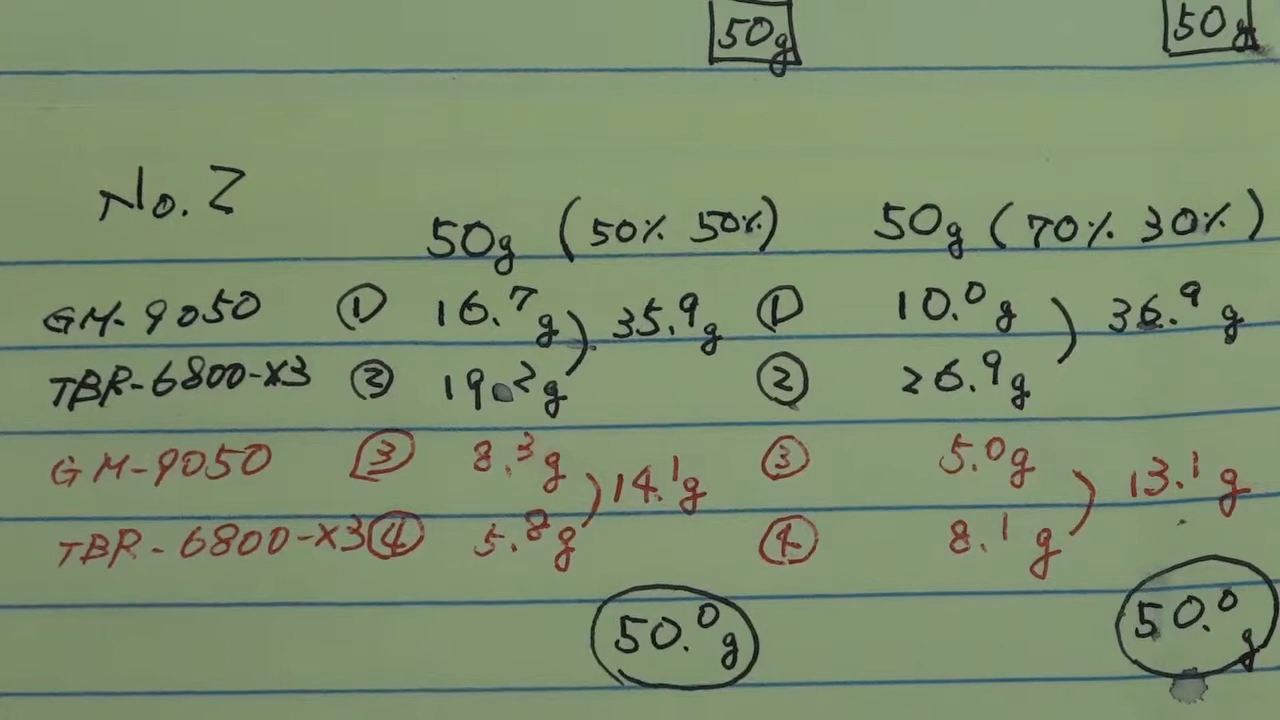 50g 50g
No. 2
50g (50% 50%) 50g (70% 30%)
GM-9050 ① 16.7g ) 35.9g ① 10.0g ) 36.9g
TBR-6800-X3 ② 19.2g ② 26.9g
GM-9050 ③ 8.3g ) 14.1g ③ 5.0g ) 13.1g
TBR-6800-X3 ④ 5.8g ④ 8.1g
50.0g 50.0g